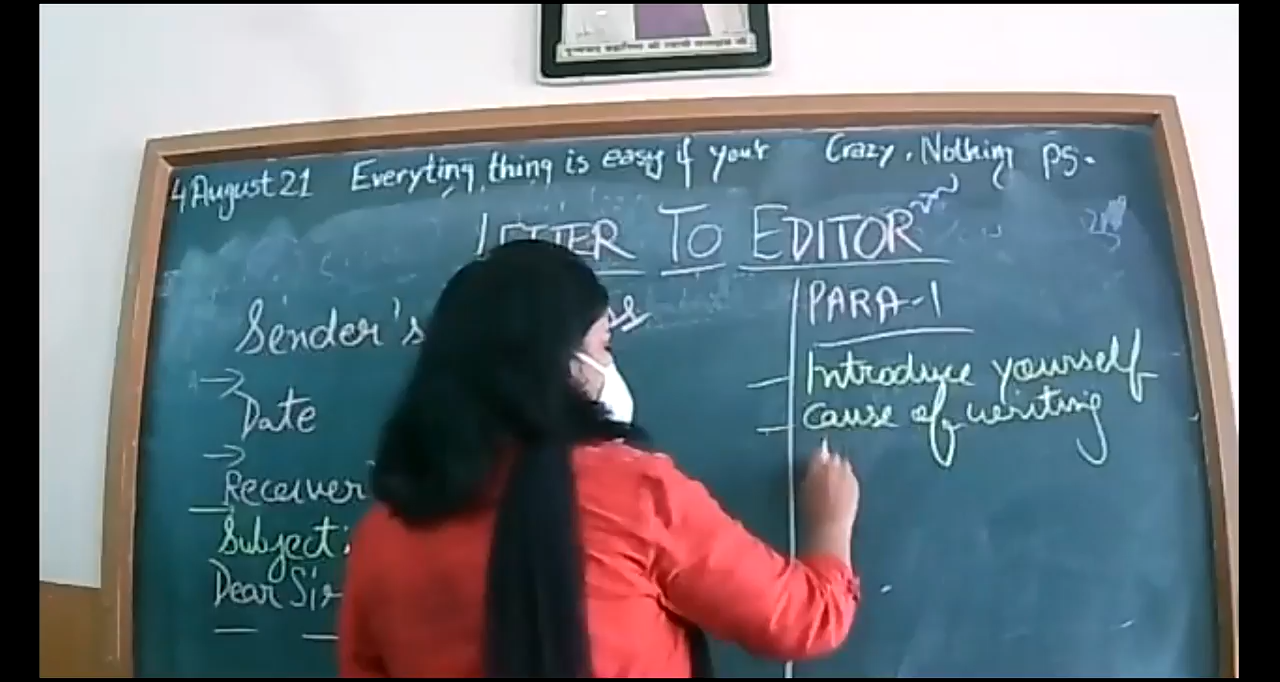 4 August 21 Everyting thing is easy if your Crazy. Nothing PS.
LETTER TO EDITOR
Sender's
Date
Receiver
Subject :
Dear Sir
PARA-1
Introduce yourself
cause of writing